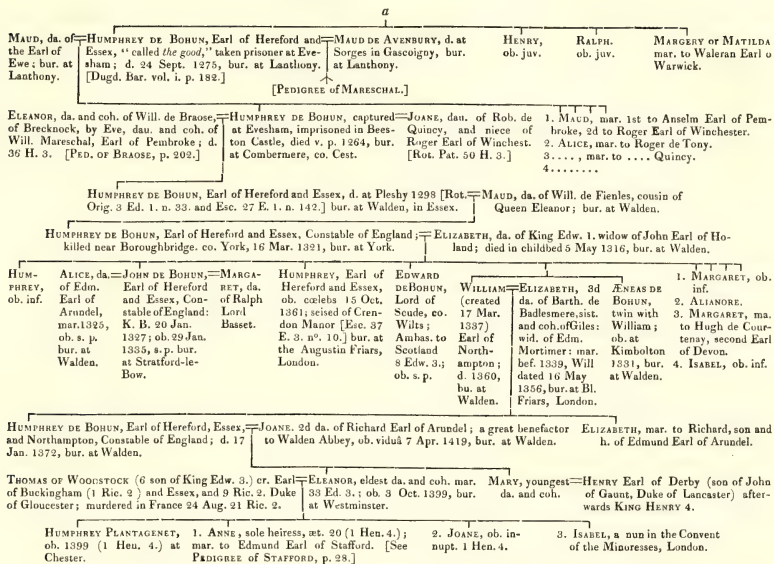 a
MAUD, da. of
the Earl of
Ewe; bur. at
Lanthony.
HUMPHREY DE BOHUN, Earl of Hereford and
Essex, “called the good,” taken prisoner at Eve-
sham; d. 24 Sept. 1275, bur. at Lanthony.
[Dugd. Bar. vol. i. p. 182.]
MAUD DE AVENBURY, d. at
Sorges in Gascoigny, bur.
at Lanthony.
HENRY,
ob. juv.
RALPH.
ob. juv.
MARGERY or MATILDA
mar. to Waleran Earl o
Warwick.
[PEDIGREE of MARESCHAL.]
ELEANOR, da. and coh. of Will. de Braose,
of Brecknock, by Eve, dau. and coh. of
Will. Mareschal, Earl of Pembroke; d.
36 H. 3. [PED. OF BRAOSE, p. 202.]
HUMPHREY DE BOHUN, captured
at Evesham, imprisoned in Bees-
ton Castle, died v. p. 1264, bur.
at Combermere, co. Cest.
JOANE, dau. of Rob. de
Quincy, and niece of
Roger Earl of Winchest.
[Rot. Pat. 50 H. 3.]
1. MAUD, mar. 1st to Anselm Earl of Pem-
broke, 2d to Roger Earl of Winchester.
2. ALICE, mar. to Roger de Tony.
3. . . . . , mar. to . . . . Quincy.
4. . . . . . . .
HUMPHREY DE BOHUN, Earl of Hereford and Essex, d. at Pleshy 1298 [Rot.
Orig. 3 Ed. 1. n. 33. and Esc. 27 E. 1. n. 142.] bur. at Walden, in Essex.
MAUD, da. of Will. de Fienles, cousin of
Queen Eleanor; bur. at Walden.
HUMPHREY DE BOHUN, Earl of Hereford and Essex, Constable of England;
killed near Boroughbridge. co. York, 16 Mar. 1321, bur. at York.
ELIZABETH, da. of King Edw. 1. widow of John Earl of Ho-
land; died in childbed 5 May 1316, bur. at Walden.
HUM-
PHREY,
ob. inf.
ALICE, da.
of Edm.
Earl of
Arundel,
mar. 1325,
ob. s. p.
bur. at
Walden.
JOHN DE BOHUN,
Earl of Hereford
and Essex, Con-
stable of England:
K. B. 20 Jan.
1327; ob. 29 Jan.
1335, s. p. bur.
at Stratford-le-
Bow.
MARGA-
RET, da.
of Ralph
Lord
Basset.
HUMPHREY, Earl of
Hereford and Essex,
ob. cœlebs 15 Oct.
1361; seised of Cren-
don Manor [Esc. 37
E. 3. nº. 10.] bur. at
the Augustin Friars,
London.
EDWARD
DE BOHUN,
Lord of
Scude, co.
Wilts;
Ambas. to
Scotland
8 Edw. 3.;
ob. s. p.
WILLIAM
(created
17 Mar.
1337)
Earl of
North-
ampton;
d. 1360,
bu. at
Walden.
ELIZABETH, 3d
da. of Barth. de
Badlesmere, sist.
and coh. of Giles:
wid. of Edm.
Mortimer: mar.
bef. 1339, Will
dated 16 May
1356, bur. at Bl.
Friars, London.
ÆNEAS DE
BOHUN,
twin with
William;
ob. at
Kimbolton
1331, bur.
at Walden.
1. MARGARET, ob.
inf.
2. ALIANORE.
3. MARGARET, ma.
to Hugh de Cour-
tenay, second Earl
of Devon.
4. ISABEL, ob. inf.
HUMPHREY DE BOHUN, Earl of Hereford, Essex,
and Northampton, Constable of England; d. 17
Jan. 1372, bur. at Walden.
JOANE. 2d da. of Richard Earl of Arundel; a great benefactor
to Walden Abbey, ob. viduâ 7 Apr. 1419, bur. at Walden.
ELIZABETH, mar. to Richard, son and
h. of Edmund Earl of Arundel.
THOMAS OF WOODSTOCK (6 son of King Edw. 3.) cr. Earl
of Buckingham (1 Ric. 2 ) and Essex, and 9 Ric. 2. Duke
of Gloucester; murdered in France 24 Aug. 21 Ric. 2.
ELEANOR, eldest da. and coh. mar.
33 Ed. 3.; ob. 3 Oct. 1399, bur.
at Westminster.
MARY, youngest
da. and coh.
HENRY Earl of Derby (son of John
of Gaunt, Duke of Lancaster) after-
wards KING HENRY 4.
HUMPHREY PLANTAGENET,
ob. 1399 (1 Hen. 4.) at
Chester.
1. ANNE, sole heiress, æt. 20 (1 Hen. 4.);
mar. to Edmund Earl of Stafford. [See
PEDIGREE OF STAFFORD, p. 28.]
2. JOANE, ob. in-
nupt. 1 Hen. 4.
3. ISABEL, a nun in the Convent
of the Minoresses, London.